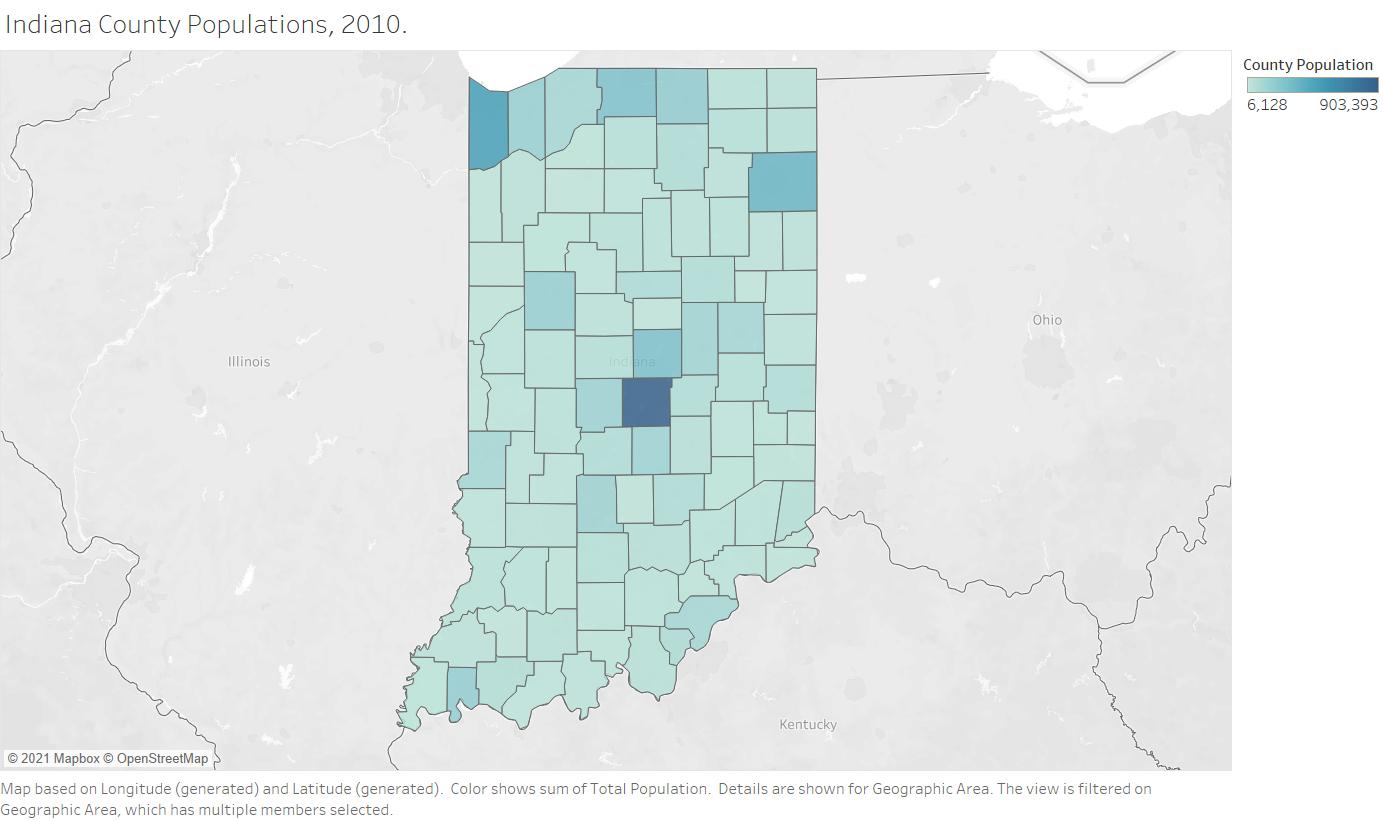 Indiana County Populations, 2010.
County Population
6,128 903,393
Ohio
Illinois
Indiana
Kentucky
© 2021 Mapbox © OpenStreetMap
Map based on Longitude (generated) and Latitude (generated).  Color shows sum of Total Population.  Details are shown for Geographic Area. The view is filtered on
Geographic Area, which has multiple members selected.